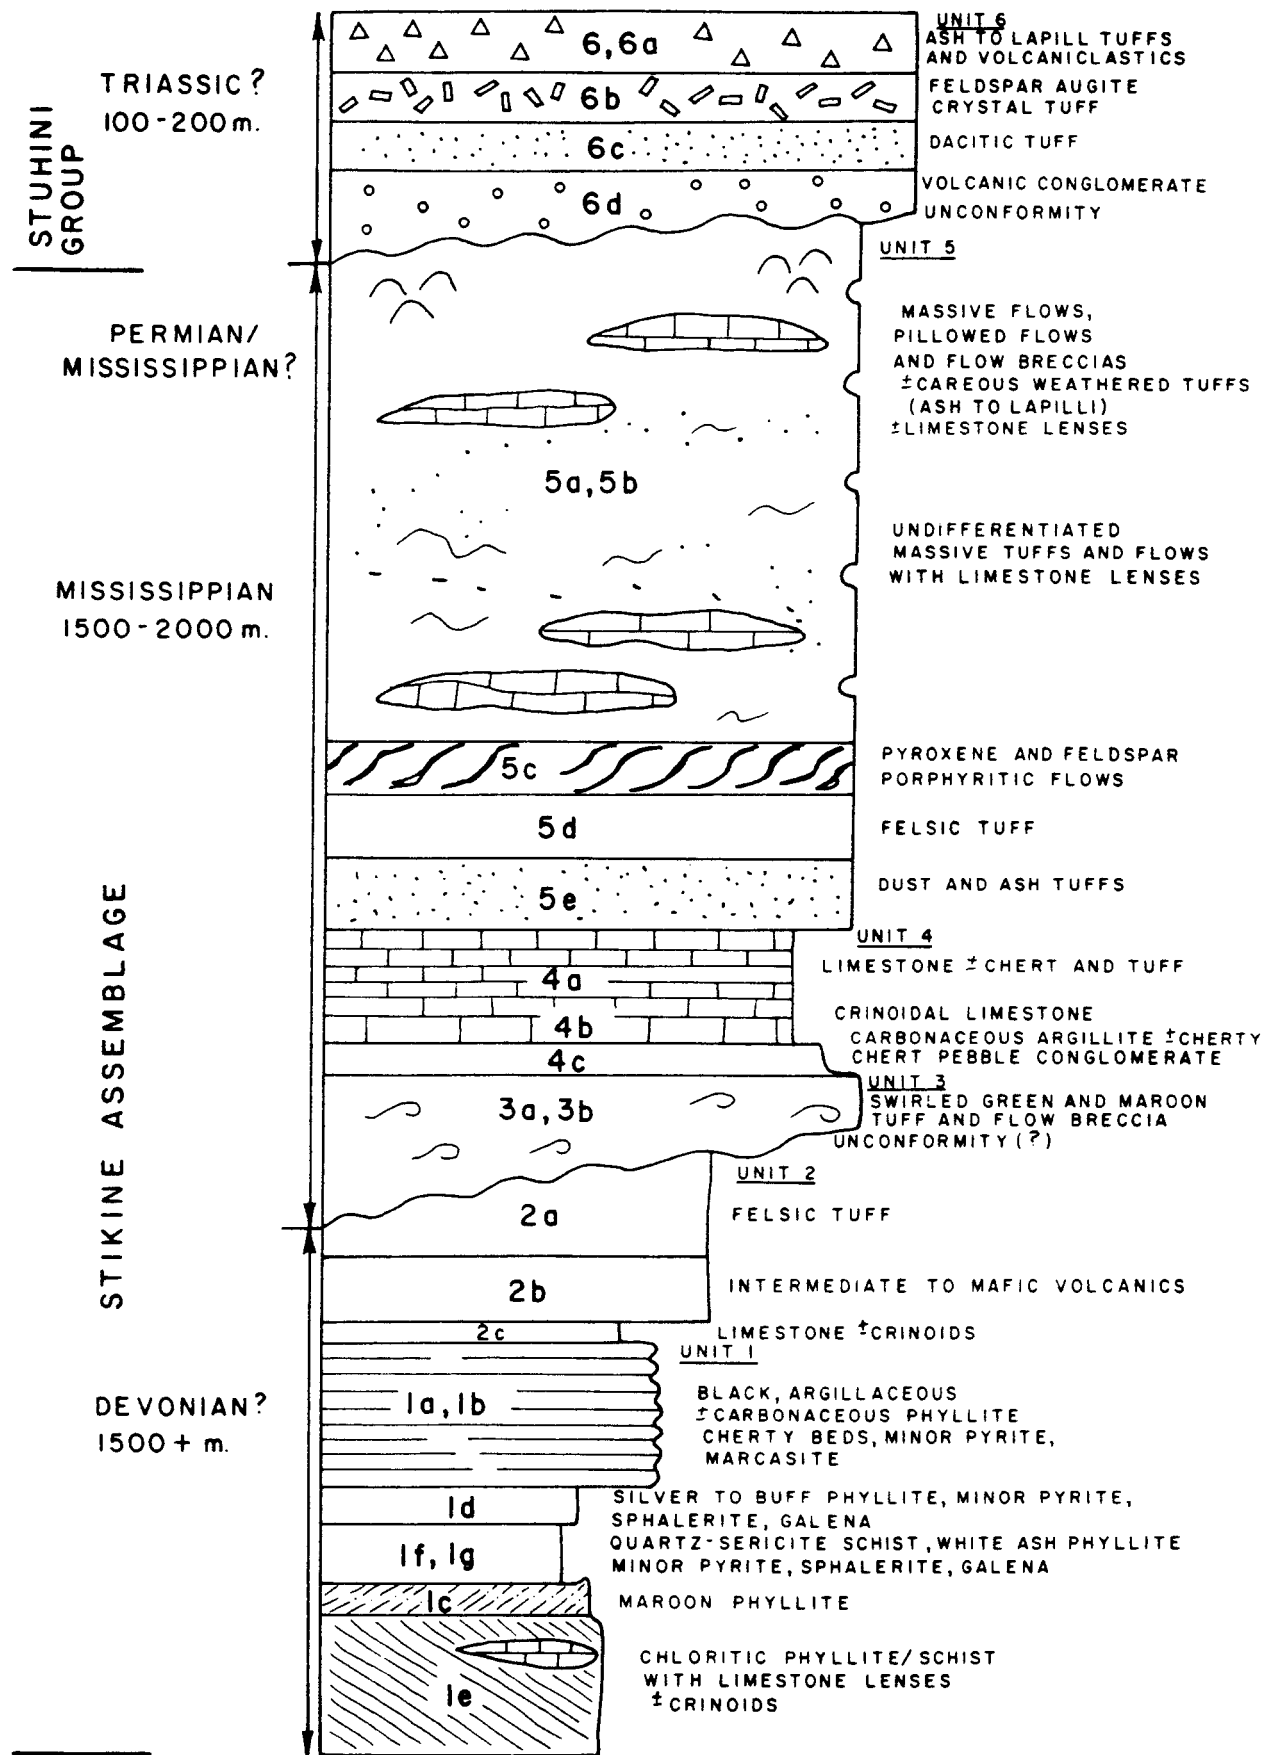 UNIT 6
6, 6a
ASH TO LAPILL TUFFS
AND VOLCANICLASTICS
TRIASSIC?
100-200 m.
6b
FELDSPAR AUGITE
CRYSTAL TUFF
STUHINI
GROUP
6c
DACITIC TUFF
6d
VOLCANIC CONGLOMERATE
UNCONFORMITY
UNIT 5
PERMIAN/
MISSISSIPPIAN?
MASSIVE FLOWS,
PILLOWED FLOWS
AND FLOW BRECCIAS
±CAREOUS WEATHERED TUFFS
(ASH TO LAPILLI)
±LIMESTONE LENSES
5a, 5b
UNDIFFERENTIATED
MASSIVE TUFFS AND FLOWS
WITH LIMESTONE LENSES
MISSISSIPPIAN
1500-2000 m.
5c
PYROXENE AND FELDSPAR
PORPHYRITIC FLOWS
5d
FELSIC TUFF
5e
DUST AND ASH TUFFS
STIKINE ASSEMBLAGE
UNIT 4
4a
LIMESTONE ± CHERT AND TUFF
4b
CRINOIDAL LIMESTONE
CARBONACEOUS ARGILLITE ±CHERTY
4c
CHERT PEBBLE CONGLOMERATE
UNIT 3
3a, 3b
SWIRLED GREEN AND MAROON
TUFF AND FLOW BRECCIA
UNCONFORMITY (?)
UNIT 2
2a
FELSIC TUFF
2b
INTERMEDIATE TO MAFIC VOLCANICS
2c
LIMESTONE ±CRINOIDS
UNIT 1
DEVONIAN?
1500 + m.
1a, 1b
BLACK, ARGILLACEOUS
±CARBONACEOUS PHYLLITE
CHERTY BEDS, MINOR PYRITE,
MARCASITE
1d
SILVER TO BUFF PHYLLITE, MINOR PYRITE,
SPHALERITE, GALENA
1f, 1g
QUARTZ-SERICITE SCHIST, WHITE ASH PHYLLITE
MINOR PYRITE, SPHALERITE, GALENA
1c
MAROON PHYLLITE
1e
CHLORITIC PHYLLITE/SCHIST
WITH LIMESTONE LENSES
±CRINOIDS